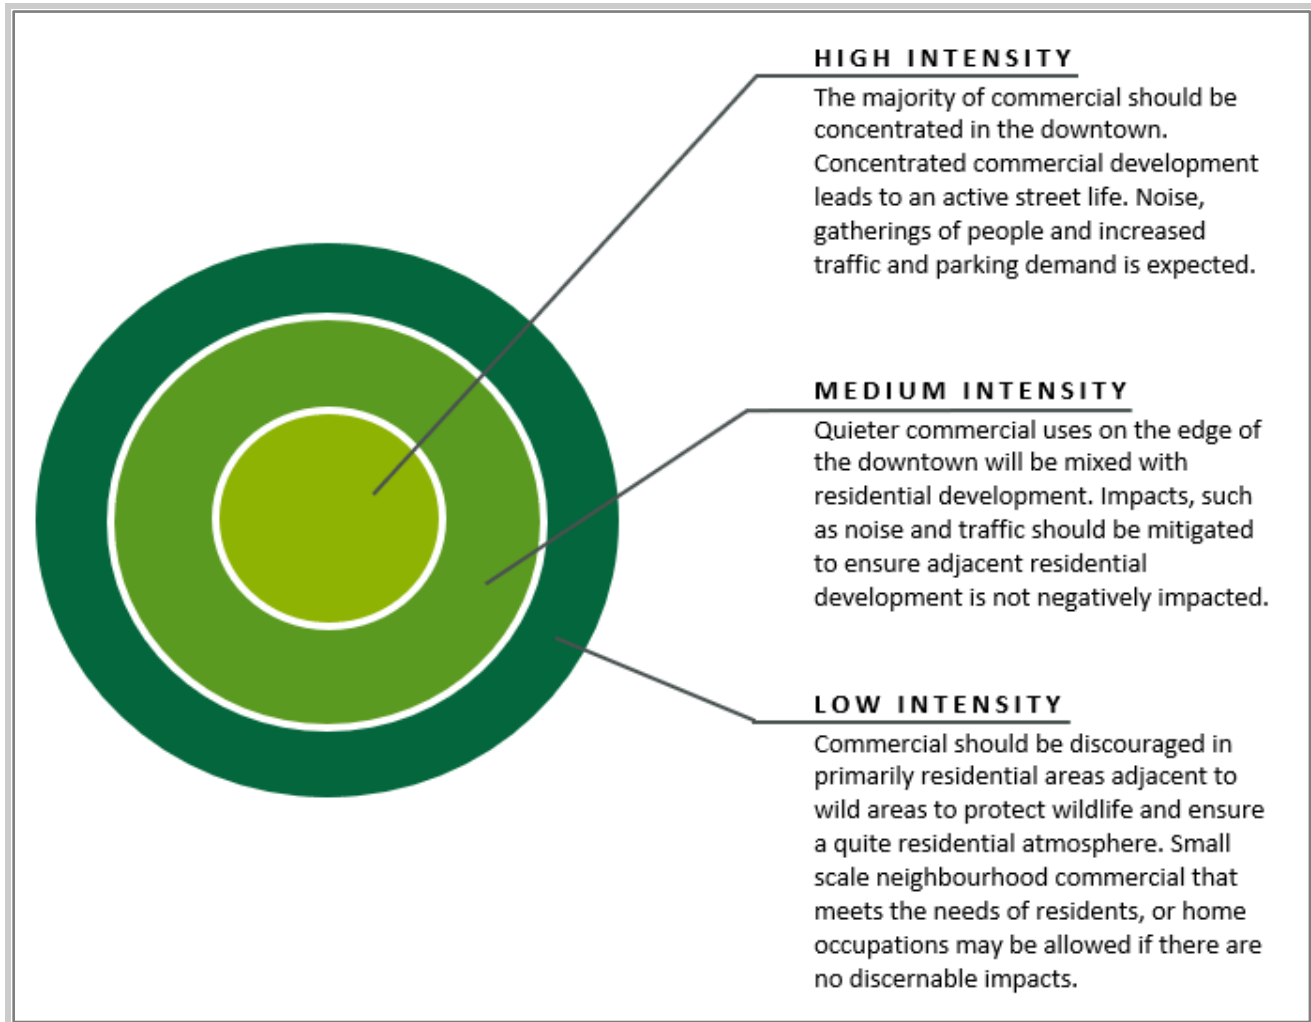 HIGH INTENSITY
The majority of commercial should be
concentrated in the downtown.
Concentrated commercial development
leads to an active street life. Noise,
gatherings of people and increased
traffic and parking demand is expected.
MEDIUM INTENSITY
Quieter commercial uses on the edge of
the downtown will be mixed with
residential development. Impacts, such
as noise and traffic should be mitigated
to ensure adjacent residential
development is not negatively impacted.
LOW INTENSITY
Commercial should be discouraged in
primarily residential areas adjacent to
wild areas to protect wildlife and ensure
a quite residential atmosphere. Small
scale neighbourhood commercial that
meets the needs of residents, or home
occupations may be allowed if there are
no discernable impacts.